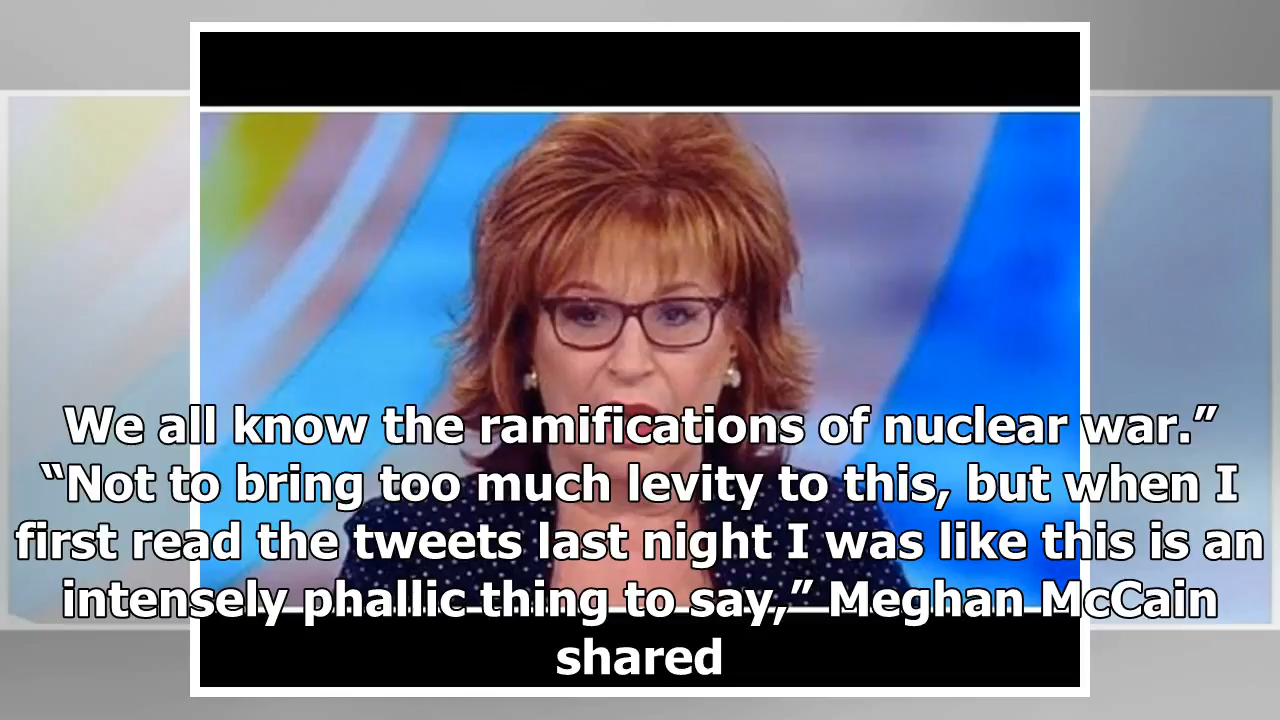 We all know the ramifications of nuclear war.”
“Not to bring too much levity to this, but when I
first read the tweets last night I was like this is an
intensely phallic thing to say,” Meghan McCain
shared